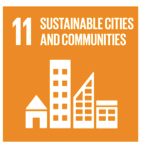 11 SUSTAINABLE CITIES
AND COMMUNITIES